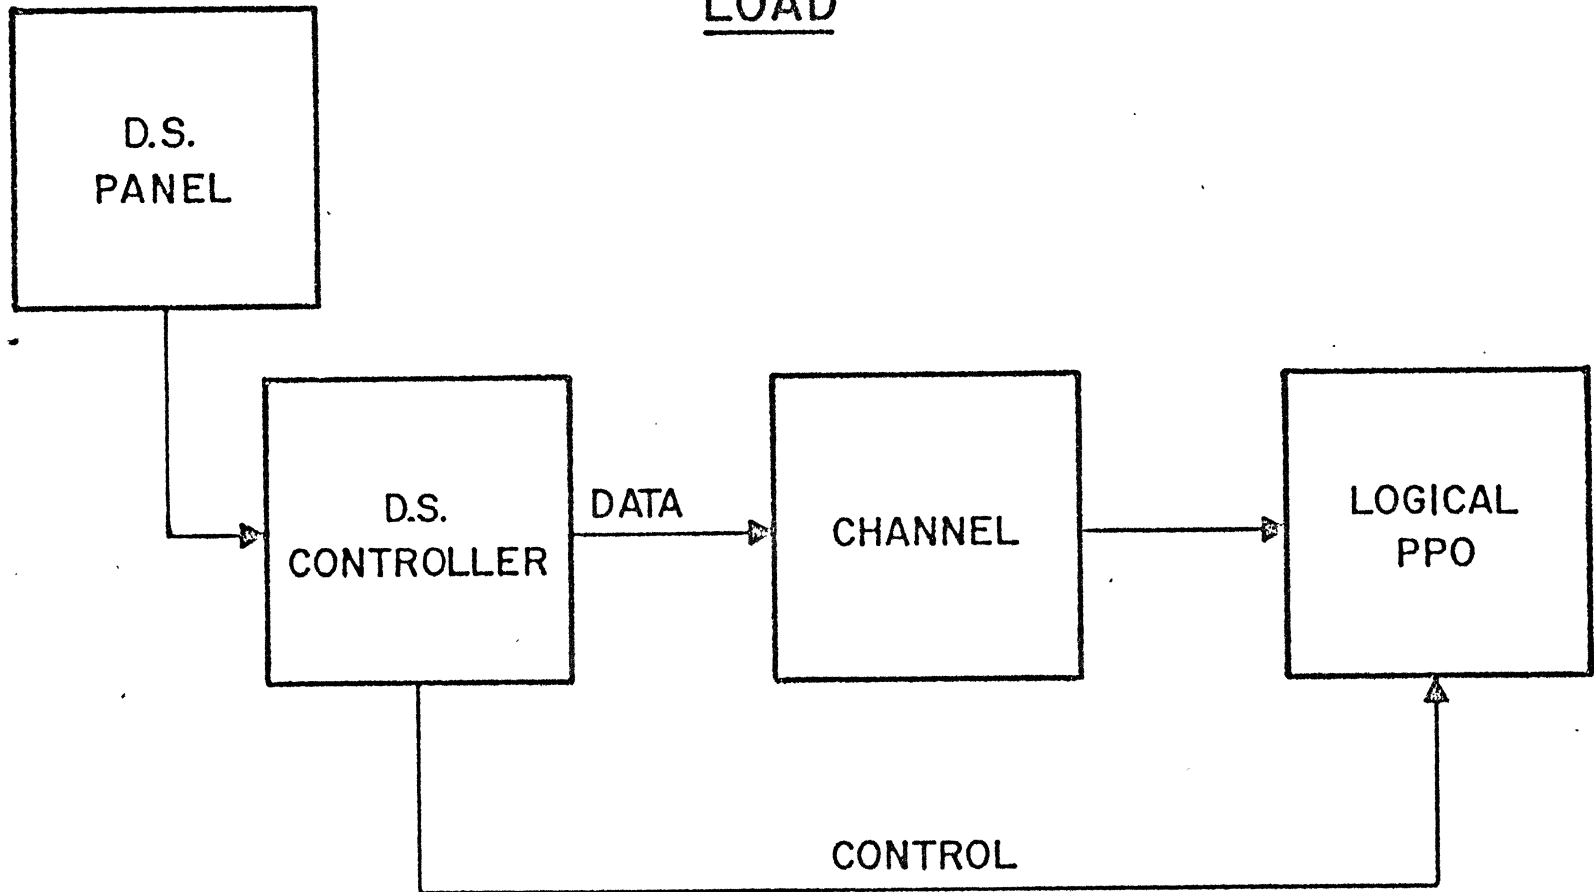 LOAD
D.S.
PANEL
D.S.
CONTROLLER
DATA
CHANNEL
LOGICAL
PPO
CONTROL